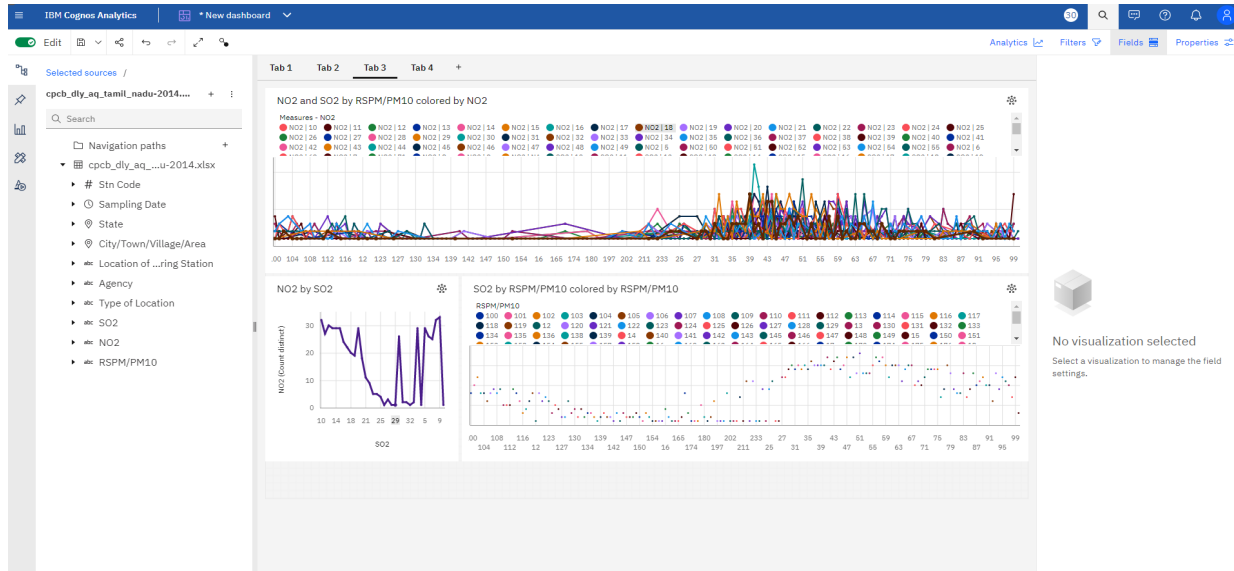 IBM Cognos Analytics
* New dashboard
30
Edit
Analytics
Filters
Fields
Properties
Selected sources /
cpcb_dly_aq_tamil_nadu-2014....
Search
Navigation paths
cpcb_dly_aq_...u-2014.xlsx
# Stn Code
Sampling Date
State
City/Town/Village/Area
abc Location of ...ring Station
abc Agency
abc Type of Location
abc SO2
abc NO2
abc RSPM/PM10
Tab 1 Tab 2 Tab 3 Tab 4 +
NO2 and SO2 by RSPM/PM10 colored by NO2
Measures - NO2
NO2 | 10 NO2 | 11 NO2 | 12 NO2 | 13 NO2 | 14 NO2 | 15 NO2 | 16 NO2 | 17 NO2 | 18 NO2 | 19 NO2 | 20 NO2 | 21 NO2 | 22 NO2 | 23 NO2 | 24 NO2 | 25
NO2 | 26 NO2 | 27 NO2 | 28 NO2 | 29 NO2 | 30 NO2 | 31 NO2 | 32 NO2 | 33 NO2 | 34 NO2 | 35 NO2 | 36 NO2 | 37 NO2 | 38 NO2 | 39 NO2 | 40 NO2 | 41
NO2 | 42 NO2 | 43 NO2 | 44 NO2 | 45 NO2 | 46 NO2 | 47 NO2 | 48 NO2 | 49 NO2 | 5 NO2 | 50 NO2 | 51 NO2 | 52 NO2 | 53 NO2 | 54 NO2 | 55 NO2 | 6
.00 104 108 112 116 12 123 127 130 134 139 142 147 150 154 16 165 174 180 197 202 211 233 25 27 31 35 39 43 47 51 55 59 63 67 71 75 79 83 87 91 95 99
NO2 by SO2
NO2 (Count distinct)
30
20
10
0
10 14 18 21 25 29 32 5 9
SO2
SO2 by RSPM/PM10 colored by RSPM/PM10
RSPM/PM10
100 101 102 103 104 105 106 107 108 109 110 111 112 113 114 115 116 117
118 119 12 120 121 122 123 124 125 126 127 128 129 13 130 131 132 133
134 135 136 138 139 14 140 141 142 143 145 146 147 148 149 15 150 151
00 108 116 123 130 139 147 154 165 180 202 233 27 35 43 51 59 67 75 83 91 99
104 112 12 127 134 142 150 16 174 197 211 25 31 39 47 55 63 71 79 87 95
No visualization selected
Select a visualization to manage the field
settings.